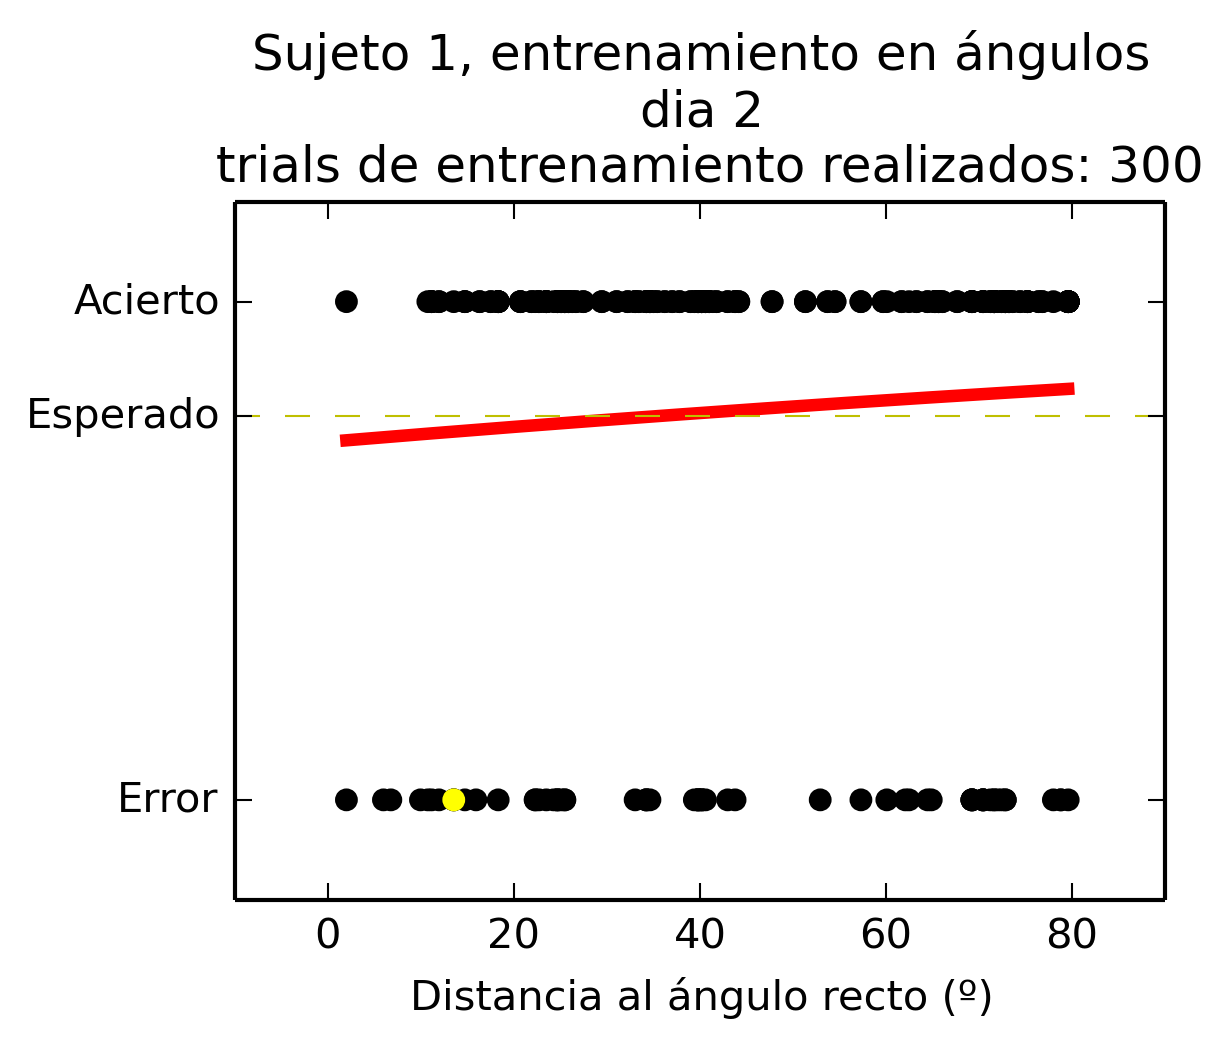 Sujeto 1, entrenamiento en ángulos
dia 2
trials de entrenamiento realizados: 300
Acierto
Esperado
Error
0 20 40 60 80
Distancia al ángulo recto (º)